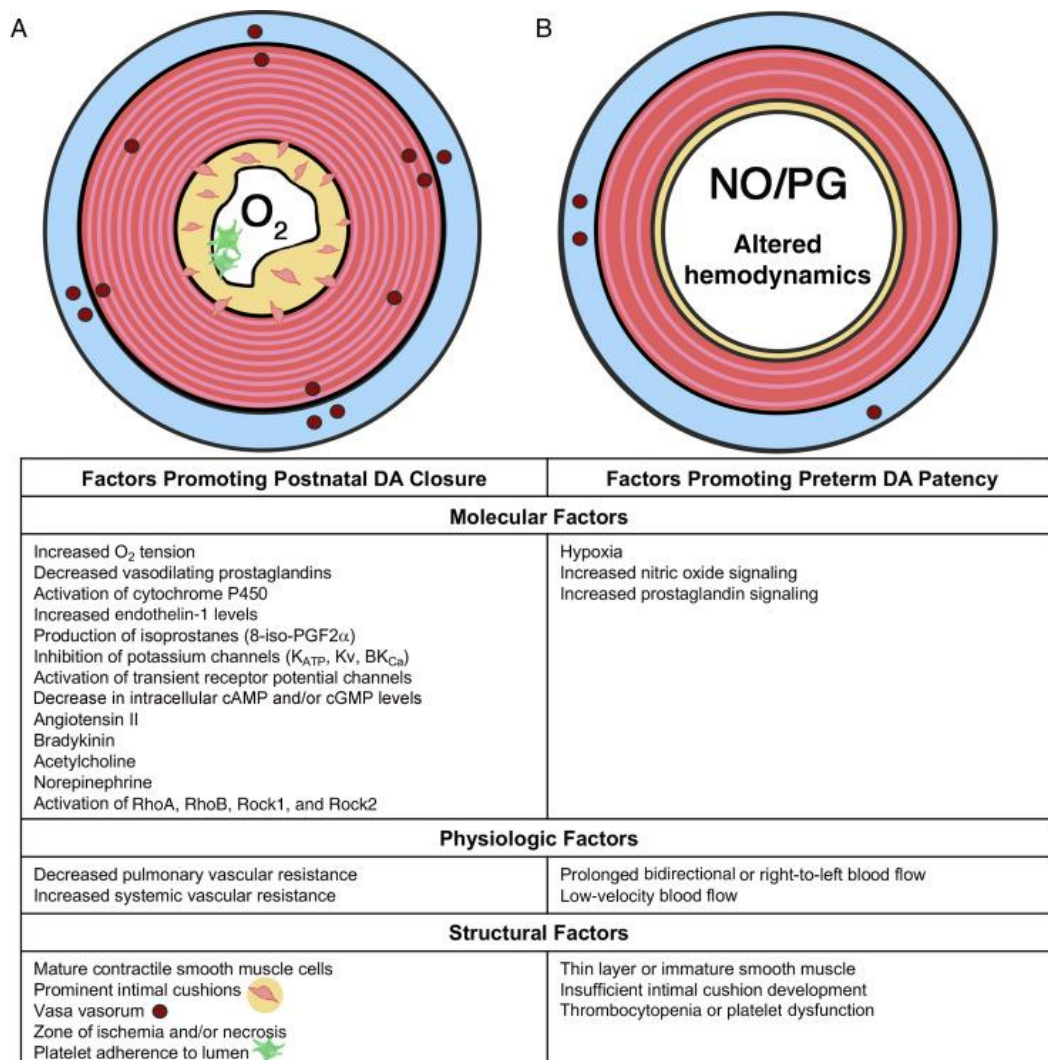 A
B
O₂
NO/PG
Altered
hemodynamics
Factors Promoting Postnatal DA Closure
Factors Promoting Preterm DA Patency
Molecular Factors
Increased O₂ tension
Decreased vasodilating prostaglandins
Activation of cytochrome P450
Increased endothelin-1 levels
Production of isoprostanes (8-iso-PGF2α)
Inhibition of potassium channels (K_ATP, Kv, BK_Ca)
Activation of transient receptor potential channels
Decrease in intracellular cAMP and/or cGMP levels
Angiotensin II
Bradykinin
Acetylcholine
Norepinephrine
Activation of RhoA, RhoB, Rock1, and Rock2
Hypoxia
Increased nitric oxide signaling
Increased prostaglandin signaling
Physiologic Factors
Decreased pulmonary vascular resistance
Increased systemic vascular resistance
Prolonged bidirectional or right-to-left blood flow
Low-velocity blood flow
Structural Factors
Mature contractile smooth muscle cells
Prominent intimal cushions
Vasa vasorum
Zone of ischemia and/or necrosis
Platelet adherence to lumen
Thin layer or immature smooth muscle
Insufficient intimal cushion development
Thrombocytopenia or platelet dysfunction